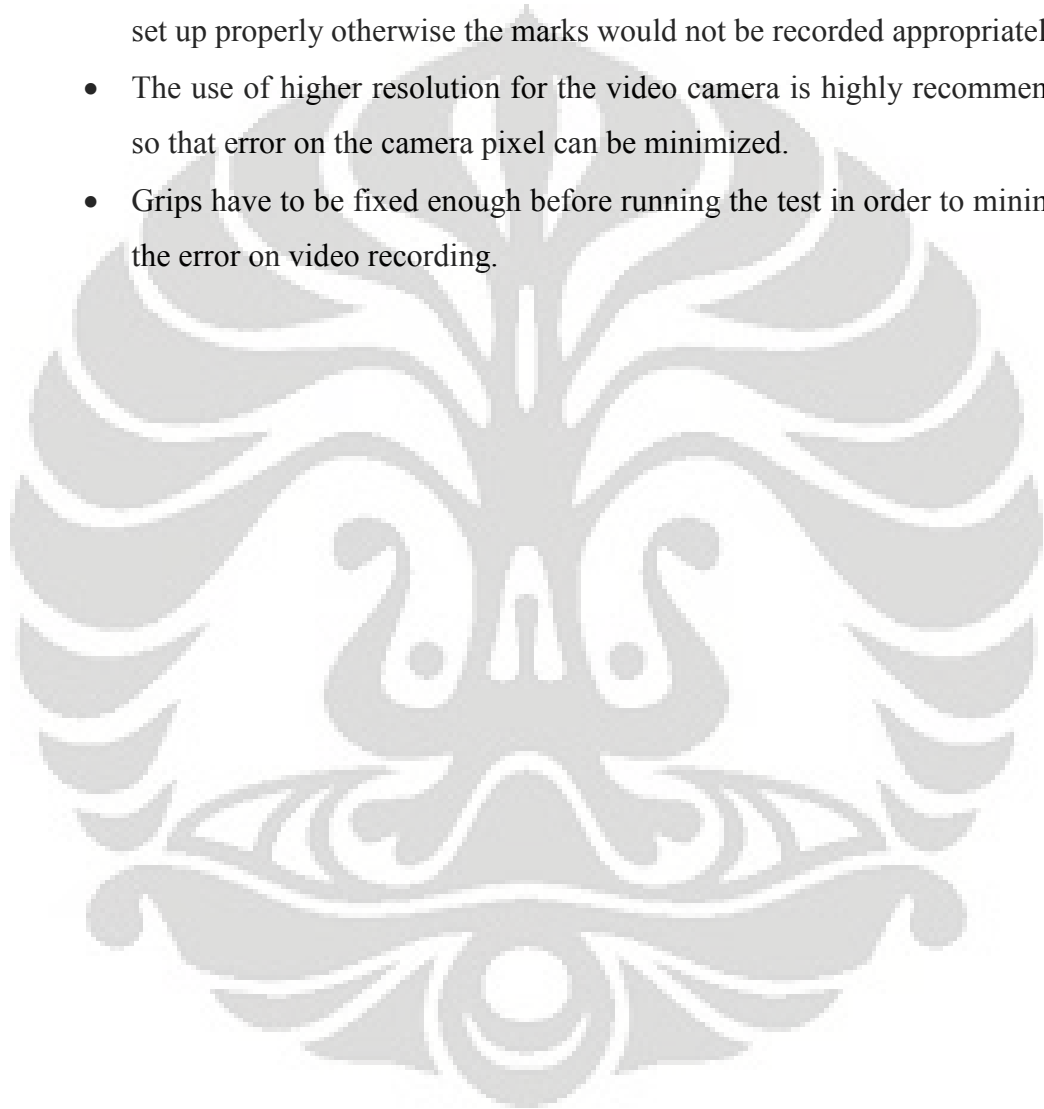 set up properly otherwise the marks would not be recorded appropriatel
• The use of higher resolution for the video camera is highly recommen
so that error on the camera pixel can be minimized.
• Grips have to be fixed enough before running the test in order to minin
the error on video recording.